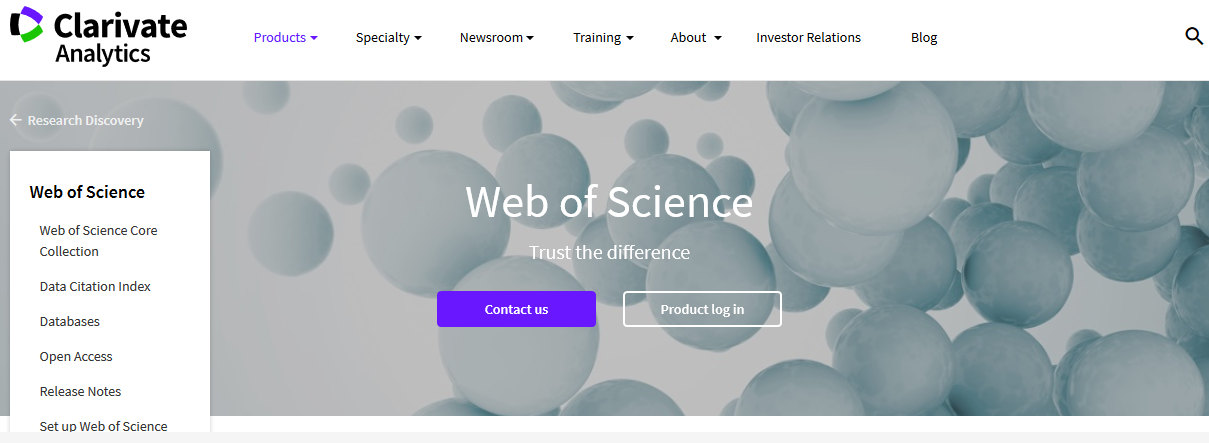 Clarivate
Analytics
Products Specialty Newsroom Training About Investor Relations Blog
Research Discovery
Web of Science
Web of Science Core
Collection
Data Citation Index
Databases
Open Access
Release Notes
Set up Web of Science
Web of Science
Trust the difference
Contact us Product log in